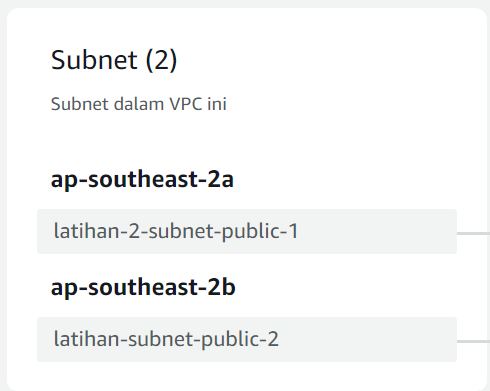 Subnet (2)
Subnet dalam VPC ini
ap-southeast-2a
latihan-2-subnet-public-1
ap-southeast-2b
latihan-subnet-public-2